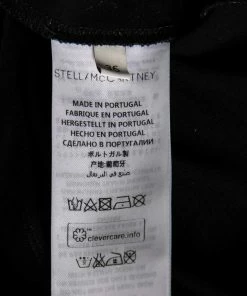 36
STELLA McCARTNEY
MADE IN PORTUGAL
FABRIQUE EN PORTUGAL
HERGESTELLT IN PORTUGAL
HECHO EN PORTUGAL
СДЕЛАНО В ПОРТУГАЛИИ
ポルトガル製
产地:葡萄牙
صنع في البرتغال
clevercare.info